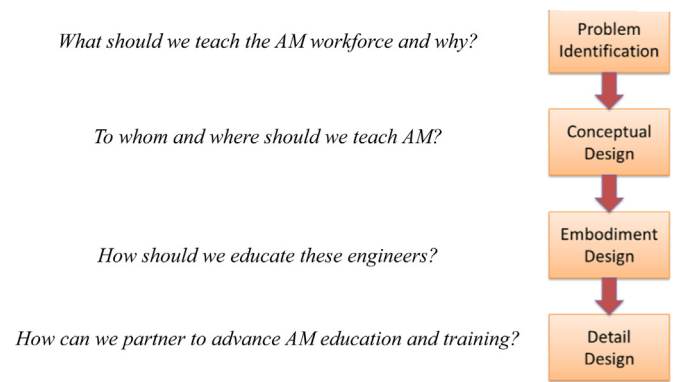 What should we teach the AM workforce and why?
Problem
Identification
To whom and where should we teach AM?
Conceptual
Design
How should we educate these engineers?
Embodiment
Design
How can we partner to advance AM education and training?
Detail
Design